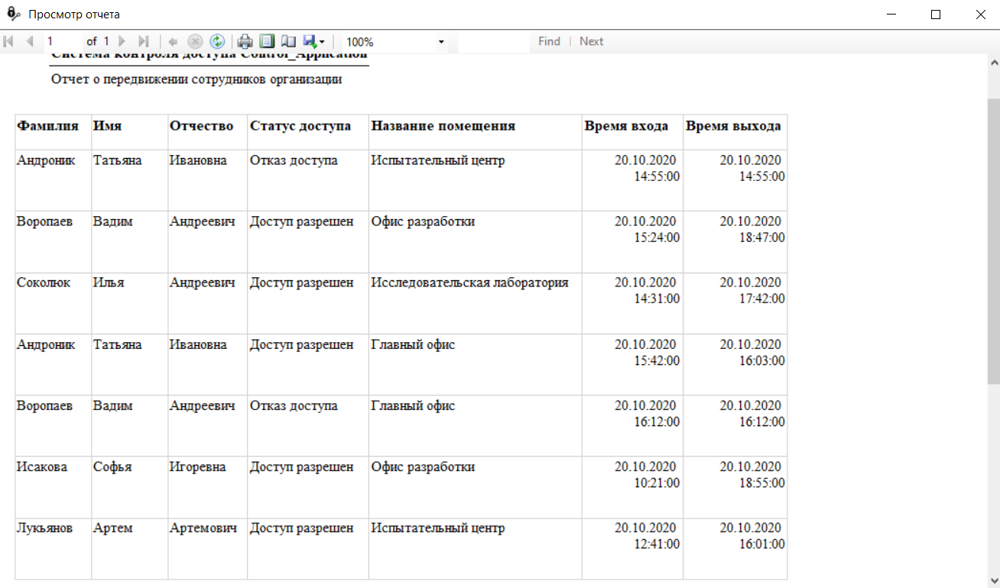 Просмотр отчета
1 of 1 100% Find Next
Система контроля доступа Control_Application
Отчет о передвижении сотрудников организации
Фамилия Имя Отчество Статус доступа Название помещения Время входа Время выхода
Андроник Татьяна Ивановна Отказ доступа Испытательный центр 20.10.2020 20.10.2020
14:55:00 14:55:00
Воропаев Вадим Андреевич Доступ разрешен Офис разработки 20.10.2020 20.10.2020
15:24:00 18:47:00
Соколюк Илья Андреевич Доступ разрешен Исследовательская лаборатория 20.10.2020 20.10.2020
14:31:00 17:42:00
Андроник Татьяна Ивановна Доступ разрешен Главный офис 20.10.2020 20.10.2020
15:42:00 16:03:00
Воропаев Вадим Андреевич Отказ доступа Главный офис 20.10.2020 20.10.2020
16:12:00 16:12:00
Исакова Софья Игоревна Доступ разрешен Офис разработки 20.10.2020 20.10.2020
10:21:00 18:55:00
Лукьянов Артем Артемович Доступ разрешен Испытательный центр 20.10.2020 20.10.2020
12:41:00 16:01:00